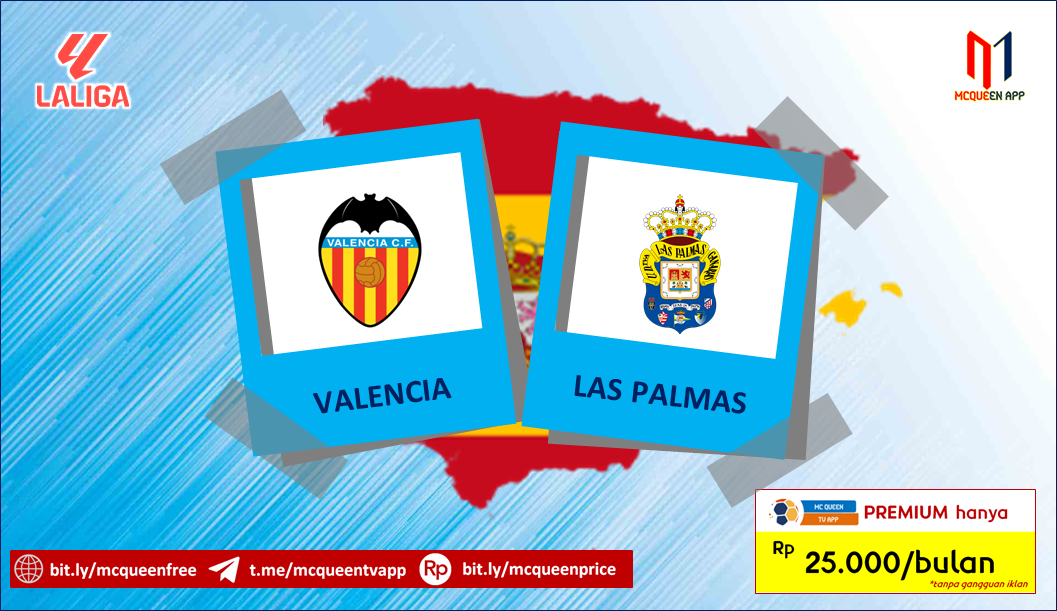 LALIGA
MCQUEEN APP
VALENCIA C.F.
LAS PALMAS
VALENCIA
LAS PALMAS
MC QUEEN
TV APP
PREMIUM hanya
Rp 25.000/bulan
*tanpa gangguan iklan
bit.ly/mcqueenfree
t.me/mcqueentvapp
Rp
bit.ly/mcqueenprice